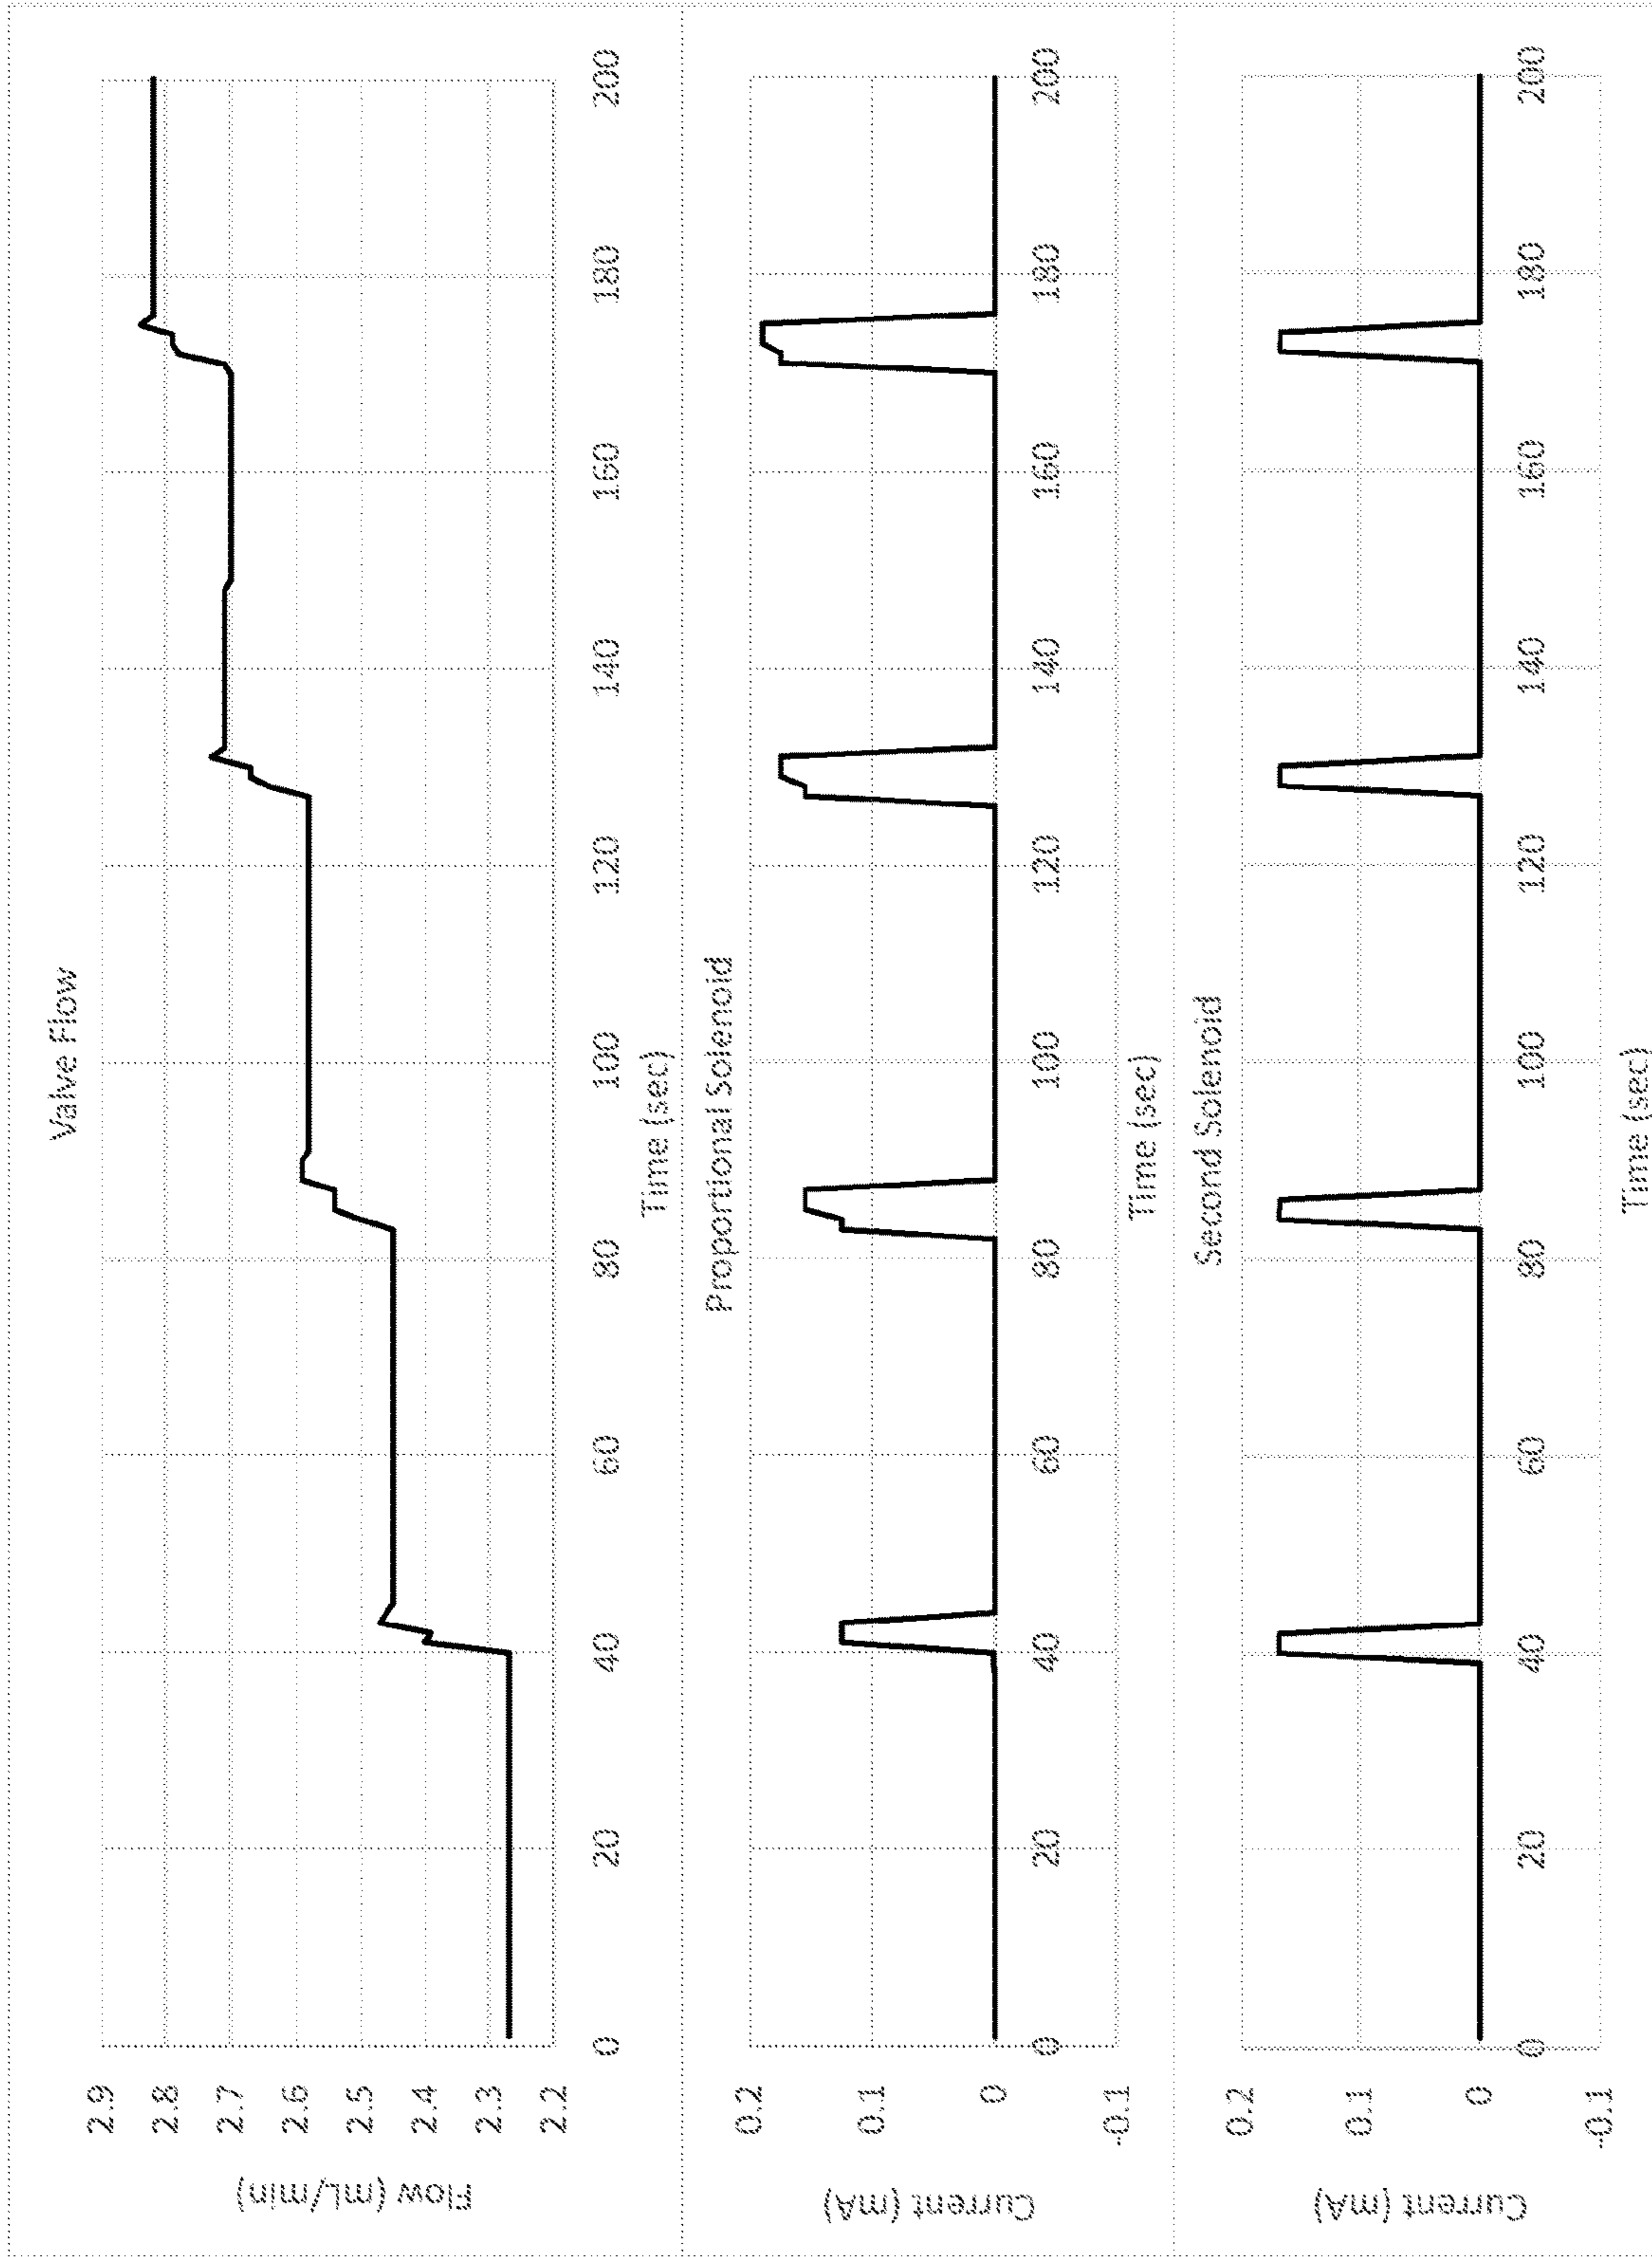 Valve Flow
Flow (mL/min)
2.9
2.8
2.7
2.6
2.5
2.4
2.3
2.2
0 20 40 60 80 100 120 140 160 180 200
Time (sec)
Proportional Solenoid
Current (mA)
0.2
0.1
0
-0.1
0 20 40 60 80 100 120 140 160 180 200
Time (sec)
Second Solenoid
Current (mA)
0.2
0.1
0
-0.1
0 20 40 60 80 100 120 140 160 180 200
Time (sec)